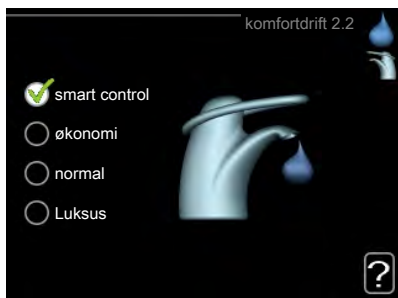 komfortdrift 2.2
smart control
økonomi
normal
Luksus
?